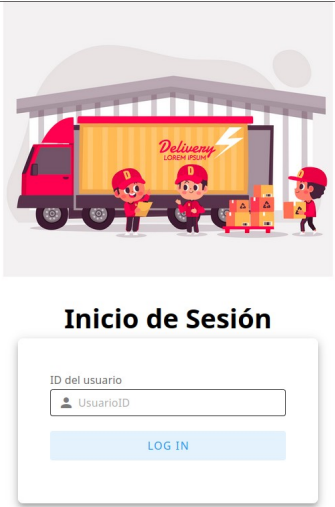 Delivery
LOREM IPSUM
D
D
Inicio de Sesión
ID del usuario
UsuarioID
LOG IN